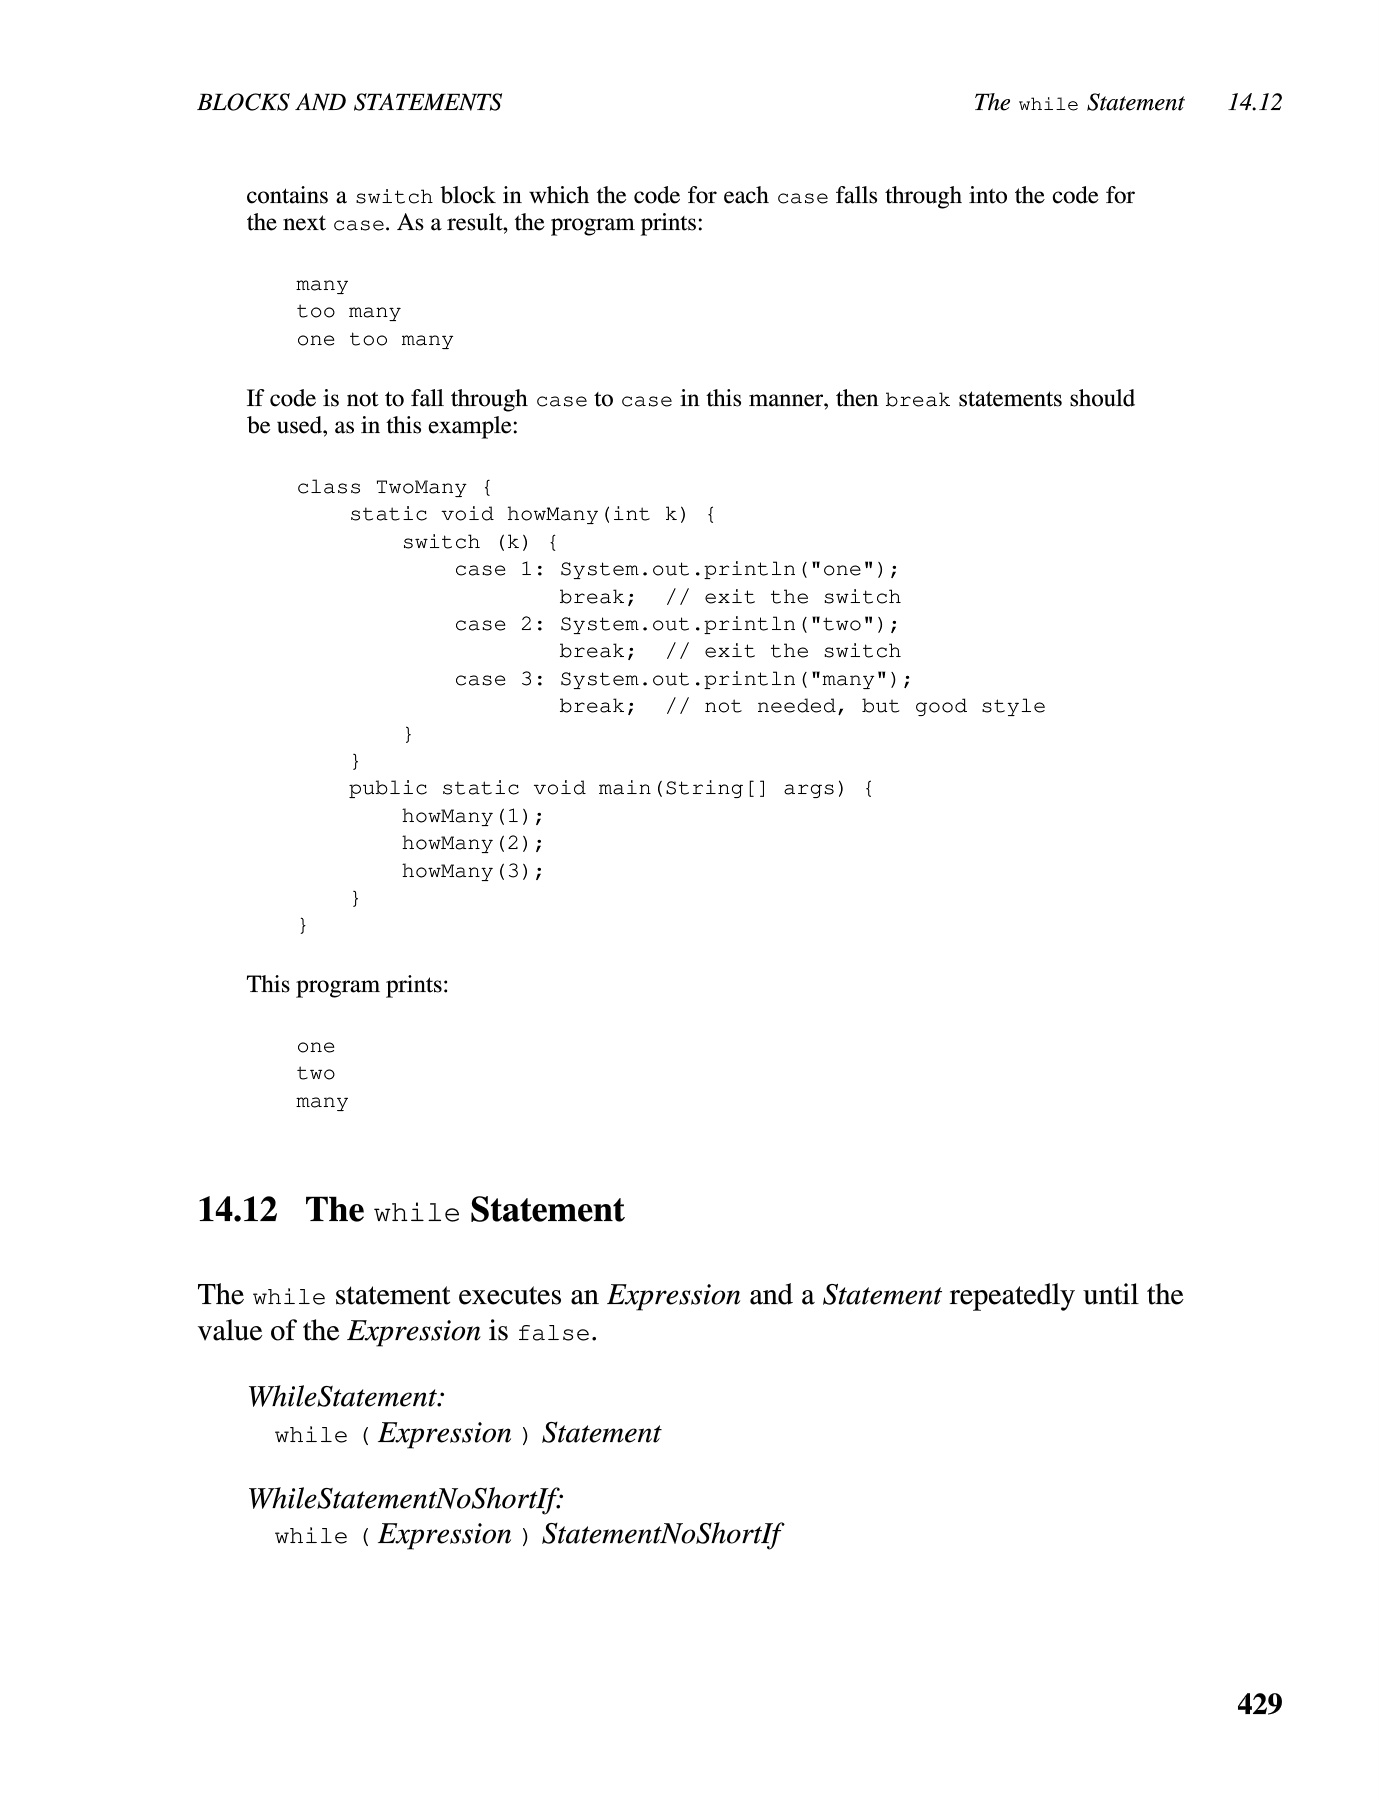 BLOCKS AND STATEMENTS The while Statement 14.12
contains a switch block in which the code for each case falls through into the code for
the next case. As a result, the program prints:
many
too many
one too many
If code is not to fall through case to case in this manner, then break statements should
be used, as in this example:
class TwoMany {
    static void howMany(int k) {
        switch (k) {
            case 1: System.out.println("one");
                    break;  // exit the switch
            case 2: System.out.println("two");
                    break;  // exit the switch
            case 3: System.out.println("many");
                    break;  // not needed, but good style
        }
    }
    public static void main(String[] args) {
        howMany(1);
        howMany(2);
        howMany(3);
    }
}
This program prints:
one
two
many
14.12 The while Statement
The while statement executes an Expression and a Statement repeatedly until the
value of the Expression is false.
WhileStatement:
while ( Expression ) Statement
WhileStatementNoShortIf:
while ( Expression ) StatementNoShortIf
429